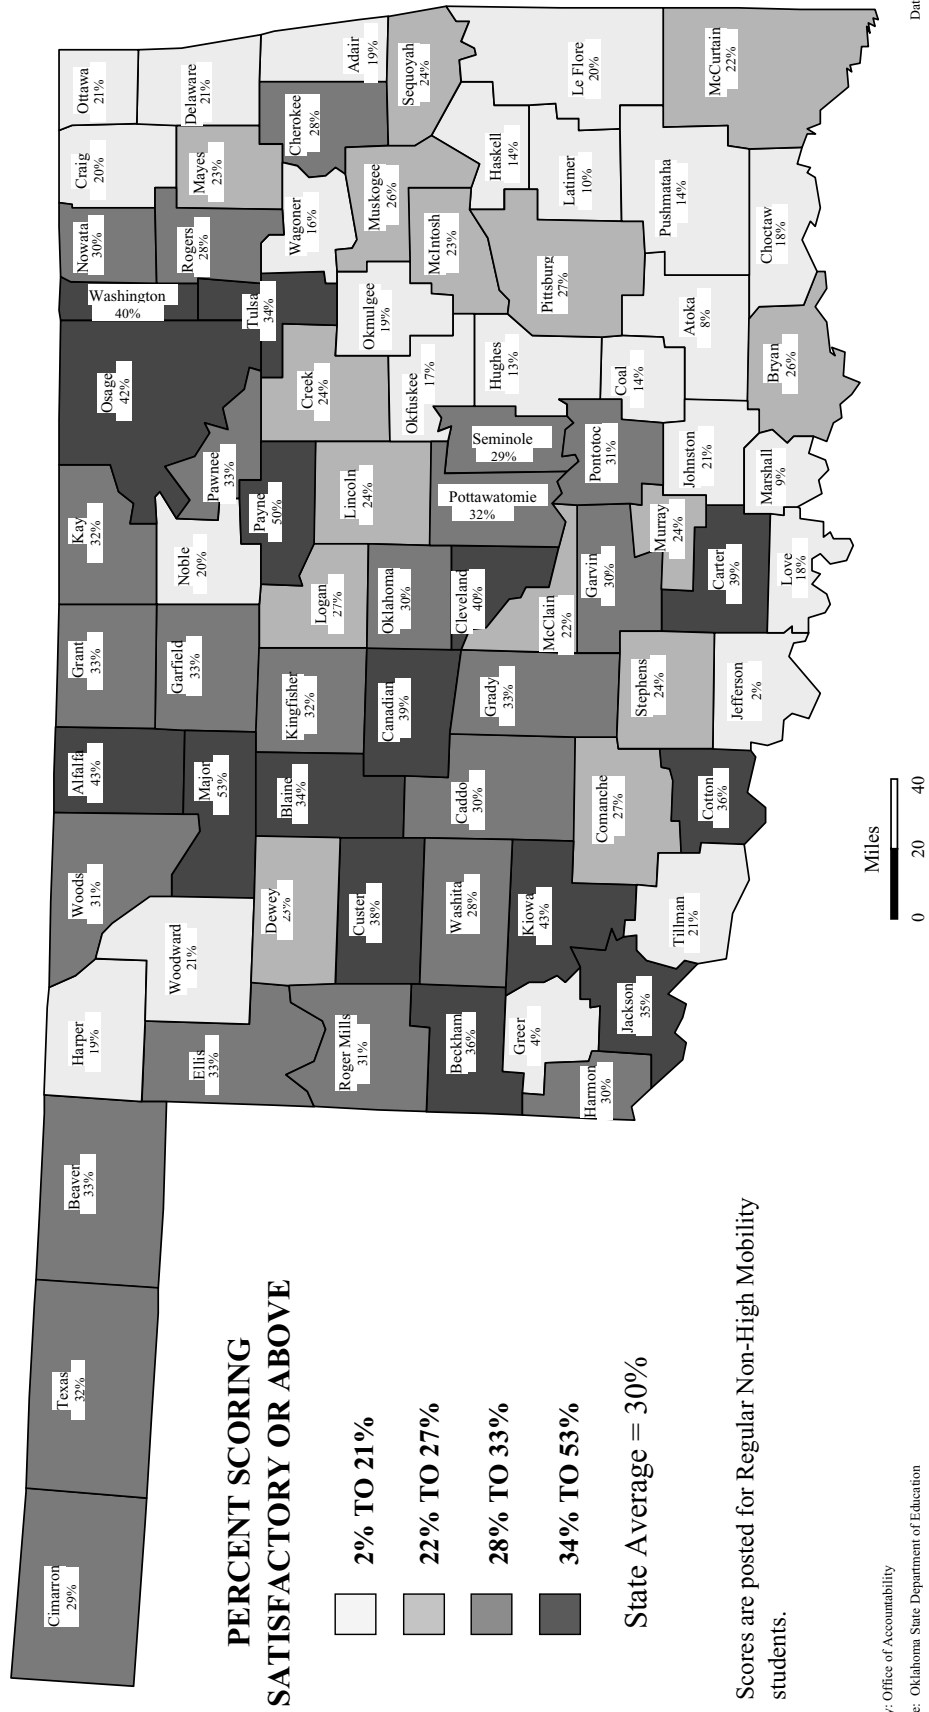 Cimarron
29%
Texas
32%
Beaver
33%
Harper
19%
Woods
31%
Alfalfa
43%
Grant
33%
Kay
32%
Osage
42%
Washington
40%
Nowata
30%
Craig
20%
Ottawa
21%
Ellis
33%
Woodward
21%
Major
53%
Garfield
33%
Noble
20%
Pawnee
33%
Tulsa
34%
Rogers
28%
Mayes
23%
Delaware
21%
Roger Mills
31%
Dewey
23%
Blaine
34%
Kingfisher
32%
Logan
27%
Payne
50%
Creek
24%
Wagoner
16%
Cherokee
28%
Adair
19%
Custer
38%
Canadian
39%
Oklahoma
30%
Lincoln
24%
Okfuskee
17%
Okmulgee
19%
Muskogee
26%
Sequoyah
24%
Beckham
36%
Washita
28%
Caddo
30%
Grady
33%
Cleveland
40%
Pottawatomie
32%
Seminole
29%
Hughes
13%
McIntosh
23%
Haskell
14%
Le Flore
20%
Greer
4%
Kiowa
43%
Comanche
27%
McClain
22%
Garvin
30%
Pontotoc
31%
Coal
14%
Pittsburg
27%
Latimer
10%
Harmon
30%
Jackson
35%
Tillman
21%
Cotton
36%
Stephens
24%
Murray
24%
Carter
39%
Johnston
21%
Atoka
8%
Pushmataha
14%
McCurtain
22%
Jefferson
2%
Love
18%
Marshall
9%
Bryan
26%
Choctaw
18%
PERCENT SCORING
SATISFACTORY OR ABOVE
2% TO 21%
22% TO 27%
28% TO 33%
34% TO 53%
State Average = 30%
Scores are posted for Regular Non-High Mobility
students.
Miles
0 20 40
y: Office of Accountability
e: Oklahoma State Department of Education
Dat